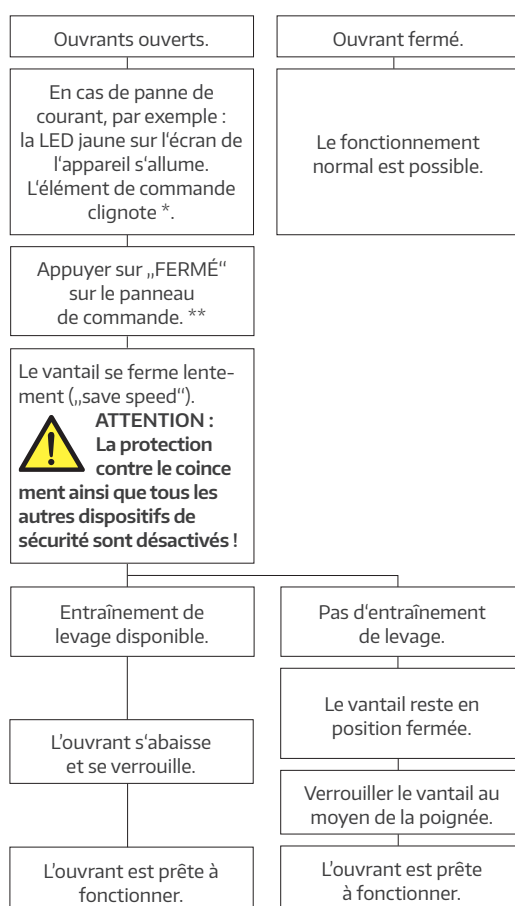 Ouvrants ouverts.
Ouvrant fermé.
En cas de panne de
courant, par exemple :
la LED jaune sur l‘écran de
l‘appareil s‘allume.
L‘élément de commande
clignote *.
Le fonctionnement
normal est possible.
Appuyer sur „FERMÉ“
sur le panneau
de commande. **
Le vantail se ferme lente-
ment („save speed“).
ATTENTION :
La protection
contre le coince
ment ainsi que tous les
autres dispositifs de
sécurité sont désactivés !
Entraînement de
levage disponible.
Pas d‘entraînement
de levage.
L‘ouvrant s‘abaisse
et se verrouille.
Le vantail reste en
position fermée.
Verrouiller le vantail au
moyen de la poignée.
L‘ouvrant est prête à
fonctionner.
L‘ouvrant est prête
à fonctionner.